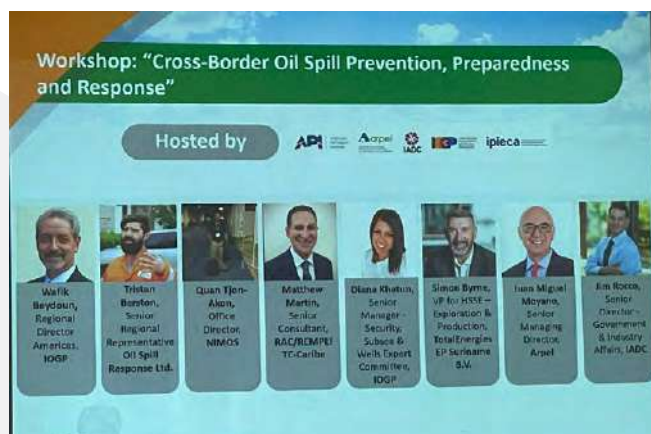 Workshop: "Cross-Border Oil Spill Prevention, Preparedness
and Response"
Hosted by
API
arpel
IADC
IOGP
ipieca
Wafik
Beydoun,
Regional
Director
Americas,
IOGP
Tristan
Berston,
Senior
Regional
Representative
Oil Spill
Response Ltd.
Quan Tjon-
Akon,
Office
Director,
NIMOS
Matthew
Martin,
Senior
Consultant,
RAC/REMPEITC-Caribe
Diana Khatun,
Senior
Manager -
Security,
Subsea &
Wells Expert
Committee,
IOGP
Simon Byrne,
VP for HSSE –
Exploration &
Production,
TotalEnergies
EP Suriname
B.V.
Juan Miguel
Moyano,
Senior
Managing
Director,
Arpel
Jim Rocco,
Senior
Director -
Government
& Industry
Affairs, IADC